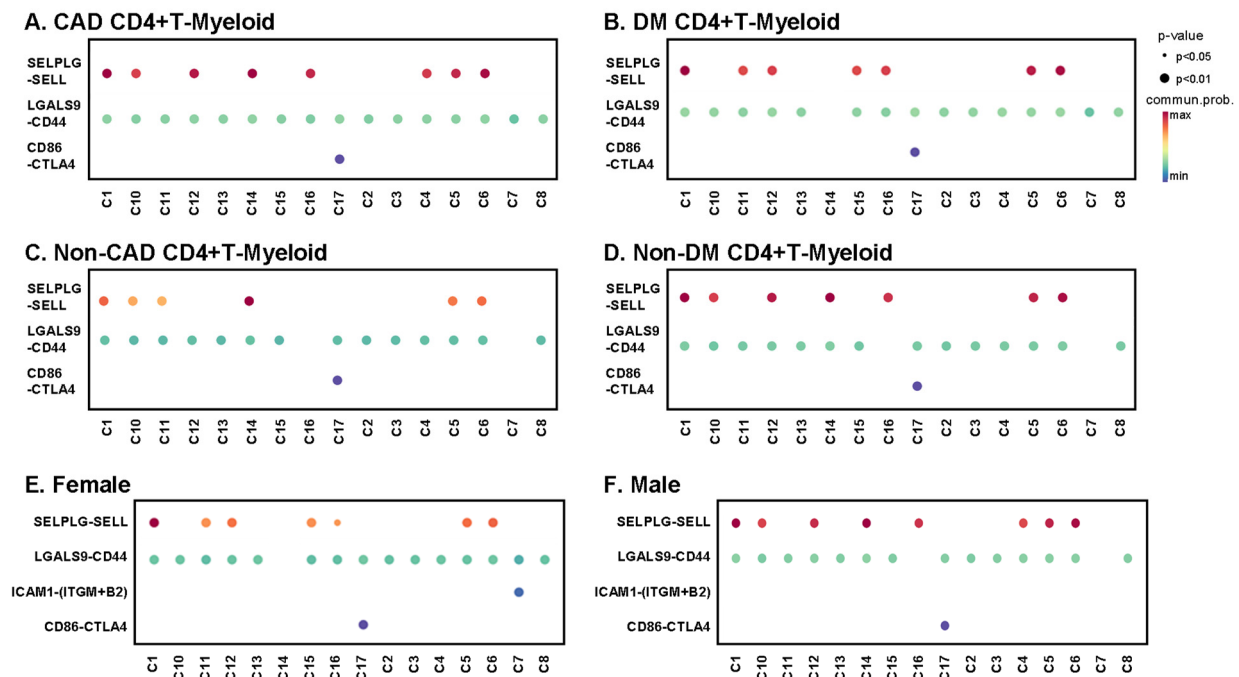 A. CAD CD4+T-Myeloid
SELPLG
-SELL
LGALS9
-CD44
CD86
-CTLA4
C1 C10 C11 C12 C13 C14 C15 C16 C17 C2 C3 C4 C5 C6 C7 C8
B. DM CD4+T-Myeloid
SELPLG
-SELL
LGALS9
-CD44
CD86
-CTLA4
C1 C10 C11 C12 C13 C14 C15 C16 C17 C2 C3 C4 C5 C6 C7 C8
p-value
p<0.05
p<0.01
commun.prob.
max
min
C. Non-CAD CD4+T-Myeloid
SELPLG
-SELL
LGALS9
-CD44
CD86
-CTLA4
C1 C10 C11 C12 C13 C14 C15 C16 C17 C2 C3 C4 C5 C6 C7 C8
D. Non-DM CD4+T-Myeloid
SELPLG
-SELL
LGALS9
-CD44
CD86
-CTLA4
C1 C10 C11 C12 C13 C14 C15 C16 C17 C2 C3 C4 C5 C6 C7 C8
E. Female
SELPLG-SELL
LGALS9-CD44
ICAM1-(ITGM+B2)
CD86-CTLA4
C1 C10 C11 C12 C13 C14 C15 C16 C17 C2 C3 C4 C5 C6 C7 C8
F. Male
SELPLG-SELL
LGALS9-CD44
ICAM1-(ITGM+B2)
CD86-CTLA4
C1 C10 C11 C12 C13 C14 C15 C16 C17 C2 C3 C4 C5 C6 C7 C8